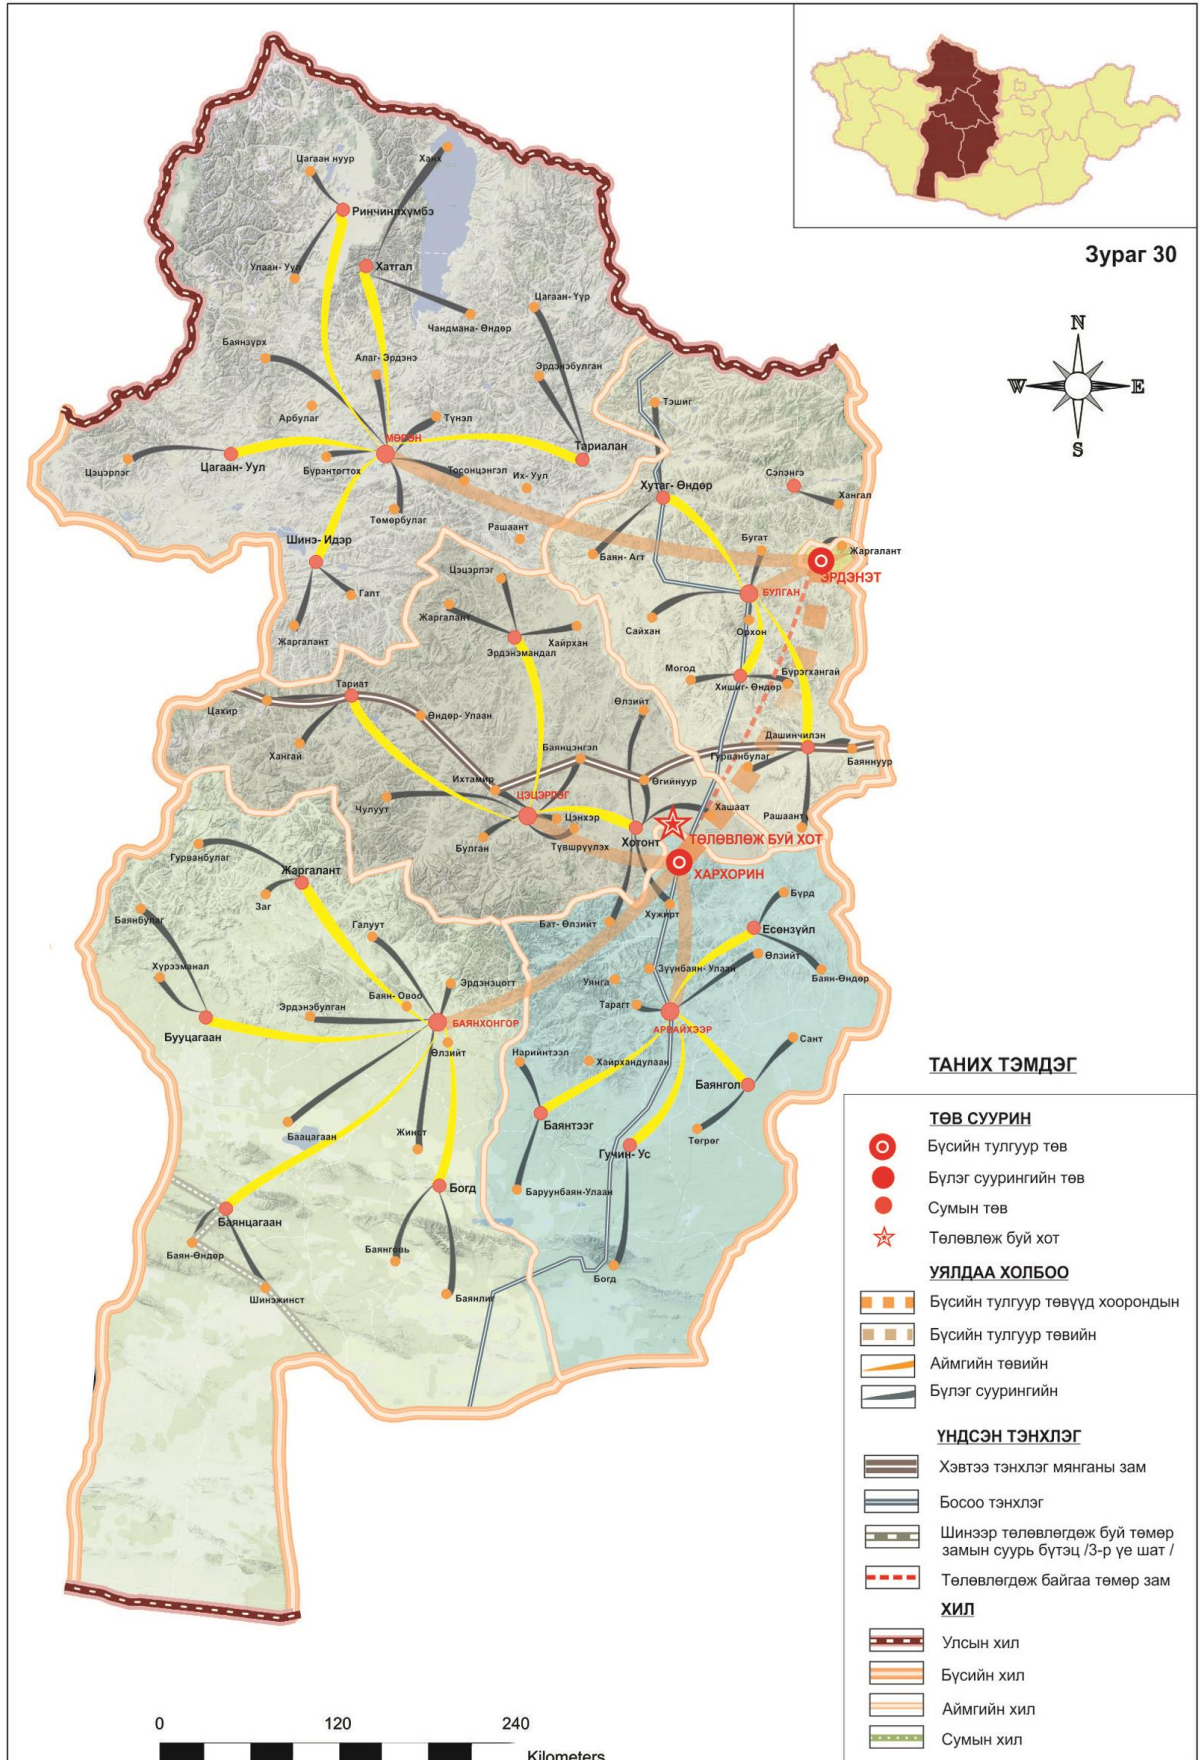 Зураг 30
N
W
E
S
Цагаан нуур
Ханх
Ринчинлхүмбэ
Улаан- Уул
Хатгал
Цагаан- Үүр
Чандмана- Өндөр
Баянзүрх
Алаг- Эрдэнэ
Эрдэнэбулган
Арбулаг
Түнэл
Тэшиг
МӨРӨН
Тариалан
Цэцэрлэг
Цагаан- Уул
Бүрэнтогтох
Тосонцэнгэл
Их- Уул
Сэлэнгэ
Хутаг- Өндөр
Хангал
Төмөрбулаг
Рашаант
Шинэ- Идэр
Бугат
Жаргалант
Баян- Агт
ЭРДЭНЭТ
Цэцэрлэг
Галт
БУЛГАН
Жаргалант
Сайхан
Орхон
Жаргалант
Хайрхан
Эрдэнэмандал
Могод
Бүрэгхангай
Хишиг- Өндөр
Тариат
Цахир
Өндөр- Улаан
Өлзийт
Хангай
Баянцэнгэл
Дашинчилэн
Гурванбулаг
Баяннуур
Ихтамир
Өгийнуур
ЦЭЦЭРЛЭГ
Чулуут
Хашаат
Рашаант
Цэнхэр
Булган
Түвшрүүлэх
Хотонт
ТӨЛӨВЛӨЖ БУЙ ХОТ
Гурванбулаг
Жаргалант
ХАРХОРИН
Заг
Бүрд
Баянбулаг
Галуут
Бат- Өлзийт
Хужирт
Есөнзүйл
Хүрээманал
Эрдэнэцогт
Уянга
Зүүнбаян- Улаан
Өлзийт
Баян-Өндөр
Эрдэнэбулган
Баян- Овоо
Тарагт
Бууцагаан
БАЯНХОНГОР
АРВАЙХЭЭР
Өлзийт
Нарийнтээл
Хайрхандулаан
Сант
Баянгол
Баацагаан
Жинст
Баянтээг
Төгрөг
Гучин- Ус
Богд
Баруунбаян-Улаан
Баянцагаан
Баян-Өндөр
Баянговь
Богд
Шинэжинст
Баянлиг
ТАНИХ ТЭМДЭГ
ТӨВ СУУРИН
Бүсийн тулгуур төв
Бүлэг суурингийн төв
Сумын төв
Төлөвлөж буй хот
УЯЛДАА ХОЛБОО
Бүсийн тулгуур төвүүд хоорондын
Бүсийн тулгуур төвийн
Аймгийн төвийн
Бүлэг суурингийн
ҮНДСЭН ТЭНХЛЭГ
Хэвтээ тэнхлэг мянганы зам
Босоо тэнхлэг
Шинээр төлөвлөгдөж буй төмөр
замын суурь бүтэц /3-р үе шат /
Төлөвлөгдөж байгаа төмөр зам
ХИЛ
Улсын хил
Бүсийн хил
Аймгийн хил
Сумын хил
0 120 240
Kilometers